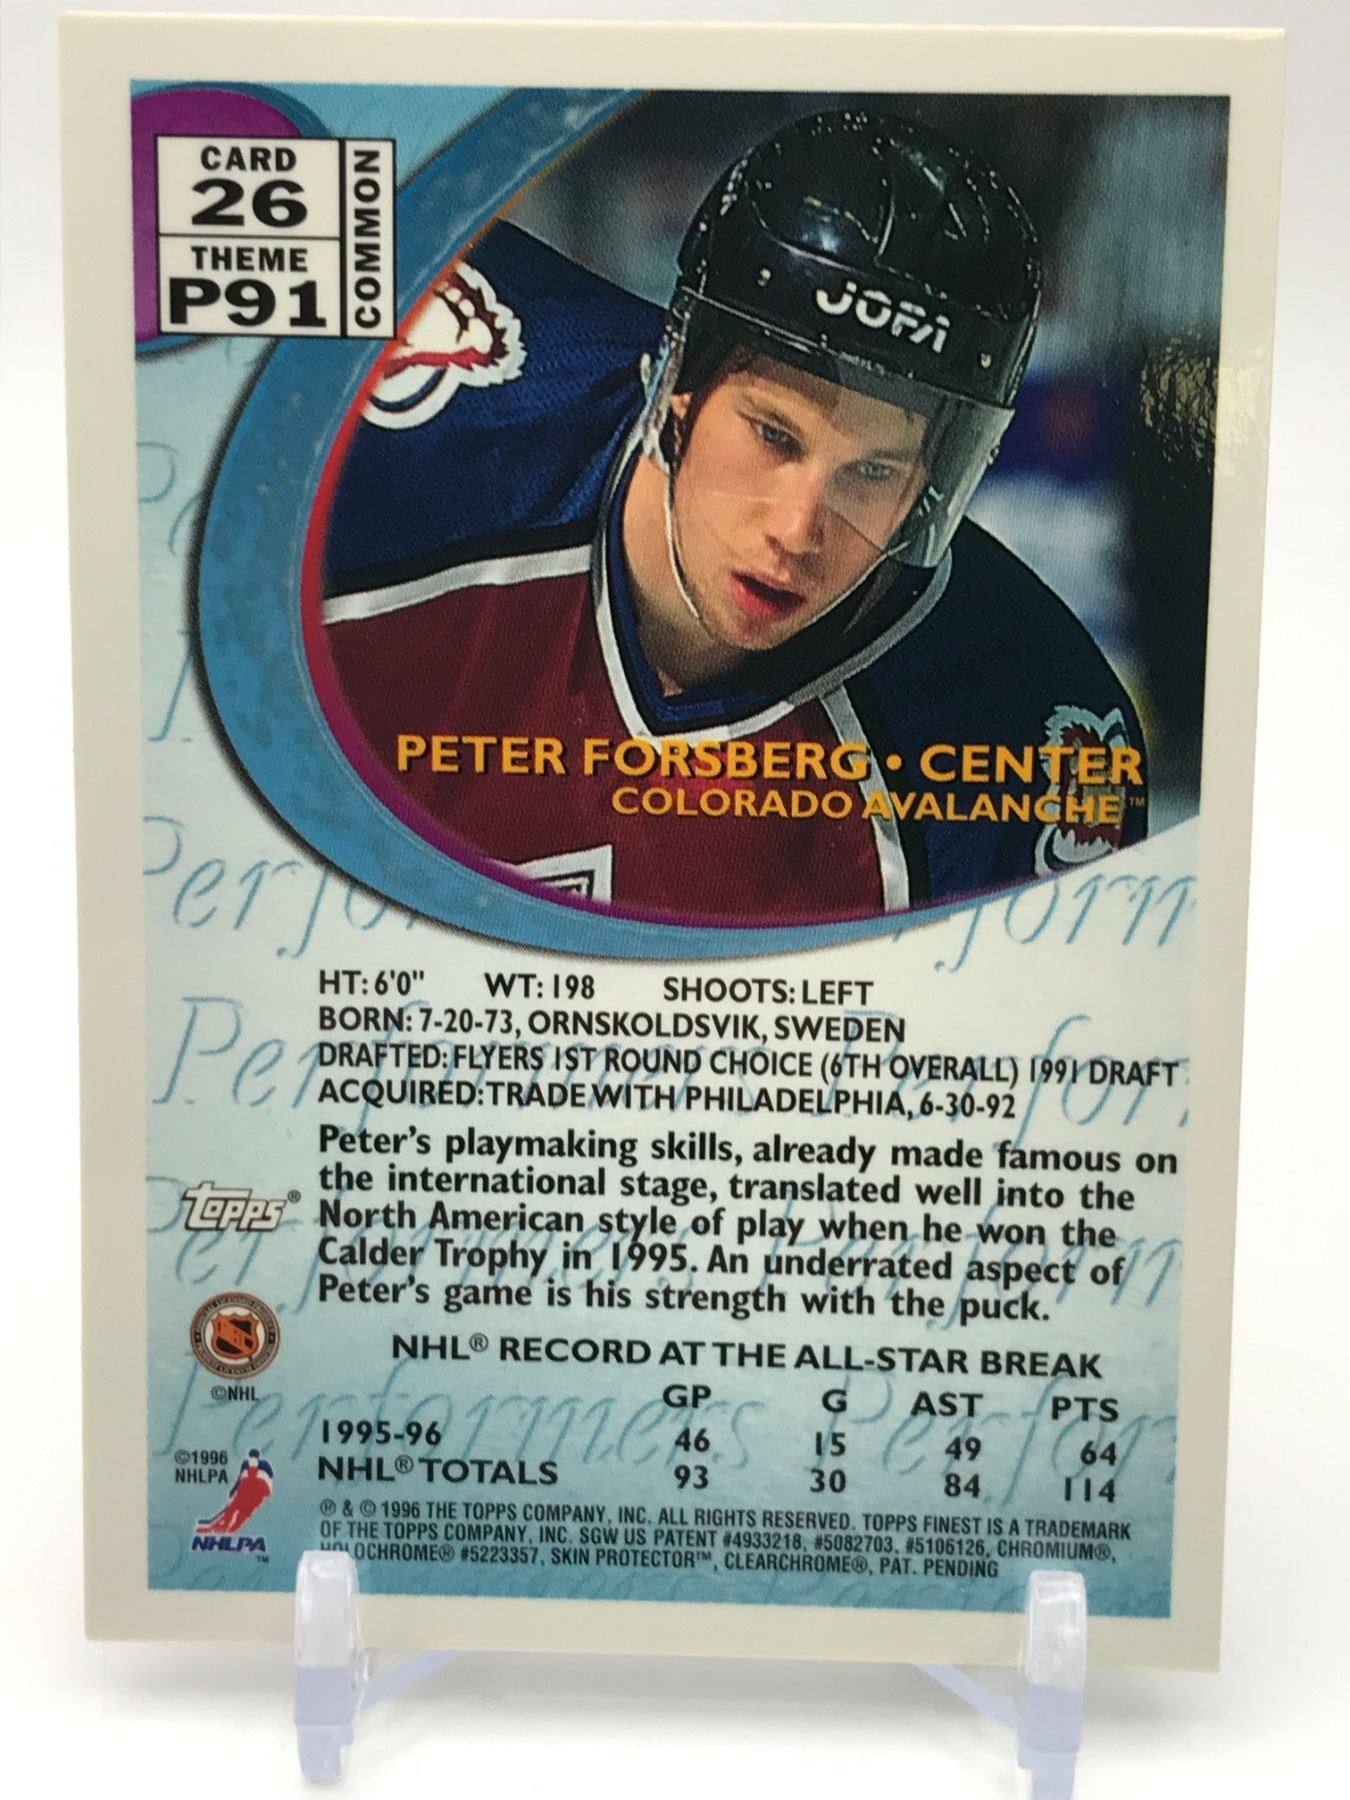 CARD
26
THEME
P91
COMMON
JOFA
PETER FORSBERG • CENTER
COLORADO AVALANCHE™
HT: 6'0" WT: 198 SHOOTS: LEFT
BORN: 7-20-73, ORNSKOLDSVIK, SWEDEN
DRAFTED: FLYERS 1ST ROUND CHOICE (6TH OVERALL) 1991 DRAFT
ACQUIRED: TRADE WITH PHILADELPHIA, 6-30-92
Peter's playmaking skills, already made famous on
the international stage, translated well into the
North American style of play when he won the
Calder Trophy in 1995. An underrated aspect of
Peter's game is his strength with the puck.
topps®
©NHL
©1996
NHLPA
NHLPA
™
NHL® RECORD AT THE ALL-STAR BREAK
GP G AST PTS
1995-96 46 15 49 64
NHL® TOTALS 93 30 84 114
® & © 1996 THE TOPPS COMPANY, INC. ALL RIGHTS RESERVED. TOPPS FINEST IS A TRADEMARK
OF THE TOPPS COMPANY, INC. SGW US PATENT #4933218, #5082703, #5106126, CHROMIUM®,
HOLOCHROME® #5223357, SKIN PROTECTOR™, CLEARCHROME®, PAT. PENDING